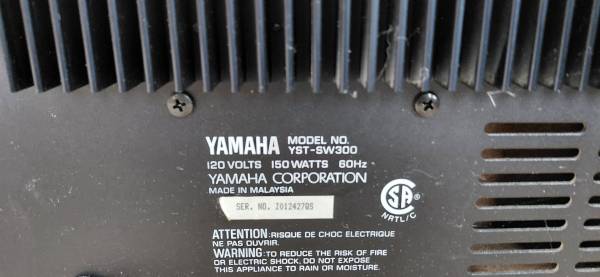 YAMAHA MODEL NO. YST-SW300
120 VOLTS 150 WATTS 60Hz
YAMAHA CORPORATION
MADE IN MALAYSIA
SER. NO. Z012427QS
SA
NRTL/C
ATTENTION:RISQUE DE CHOC ELECTRIQUE
NE PAS OUVRIR.
WARNING:TO REDUCE THE RISK OF FIRE
OR ELECTRIC SHOCK, DO NOT EXPOSE
THIS APPLIANCE TO RAIN OR MOISTURE.